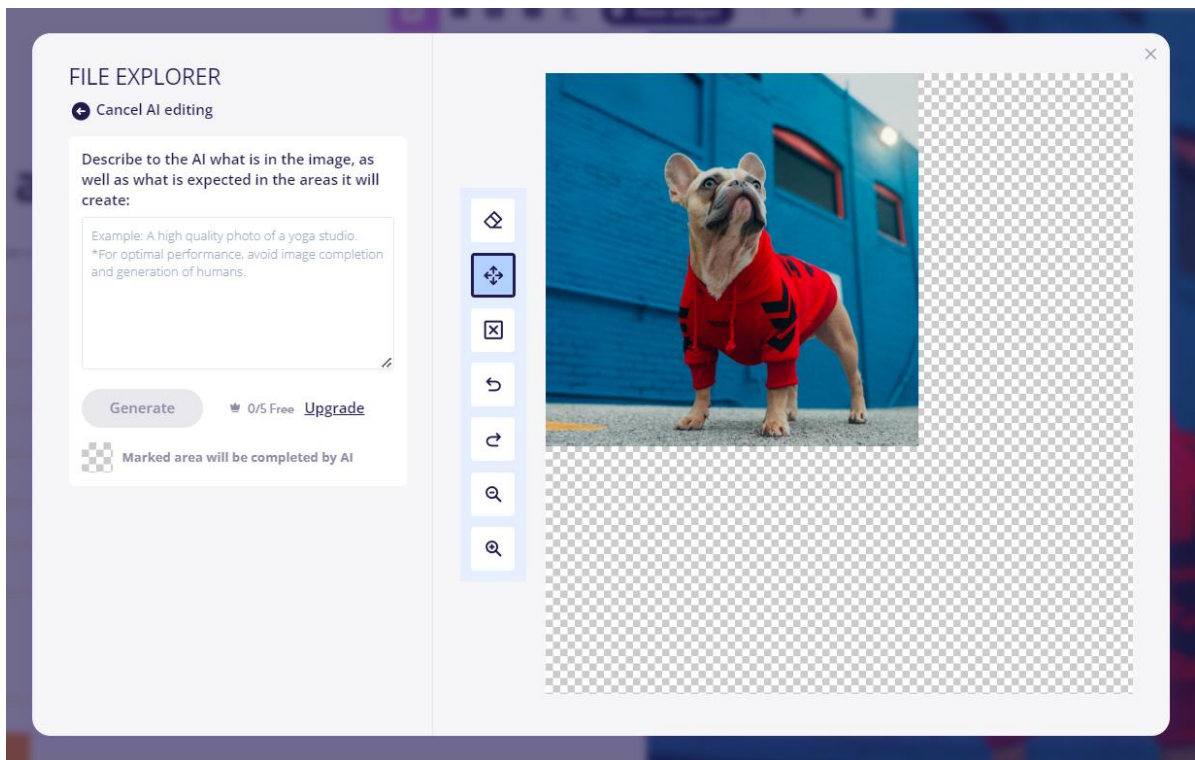 FILE EXPLORER
Cancel AI editing
Describe to the AI what is in the image, as
well as what is expected in the areas it will
create:
Example: A high quality photo of a yoga studio.
*For optimal performance, avoid image completion
and generation of humans.
Generate
0/5 Free Upgrade
Marked area will be completed by AI